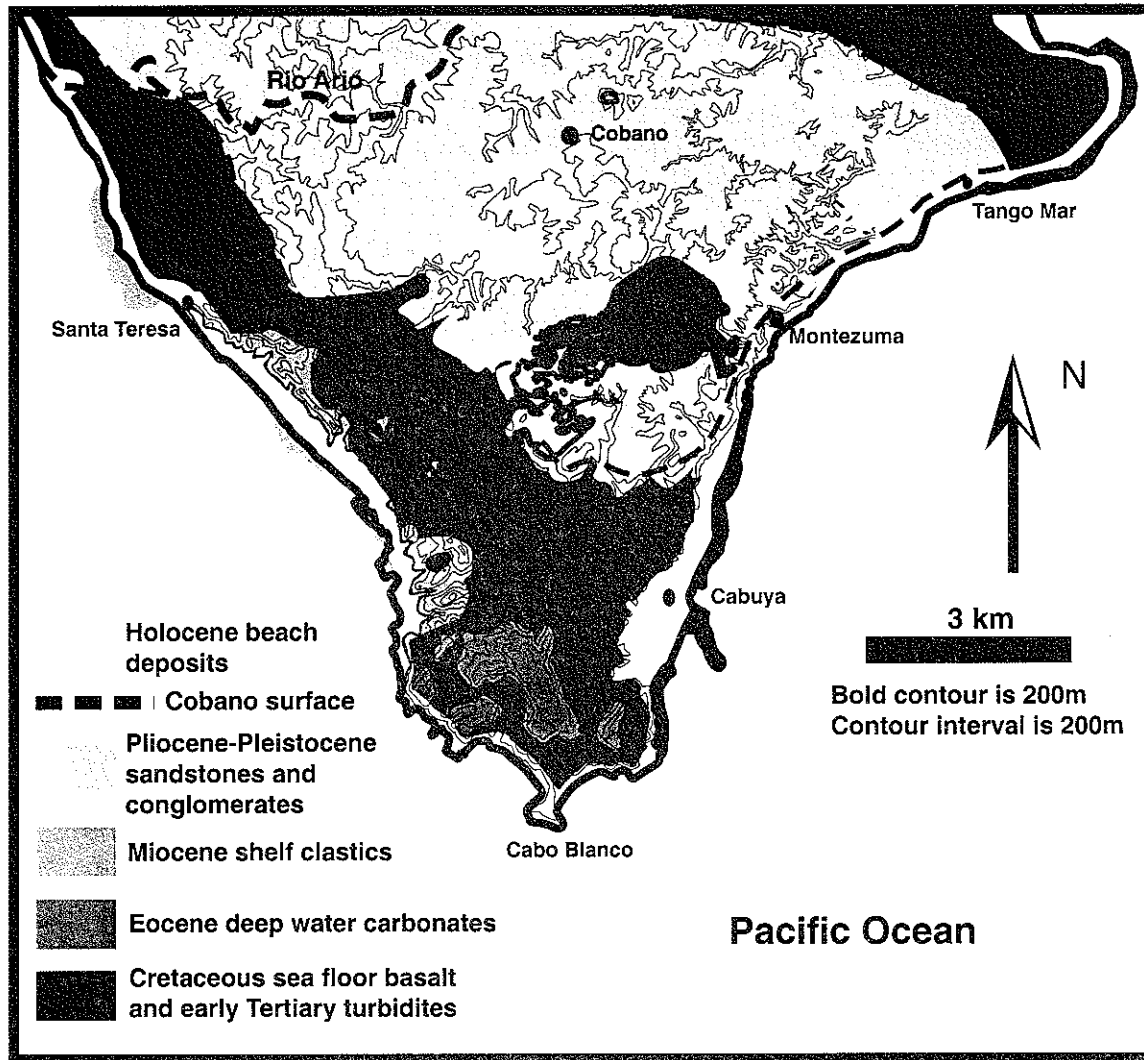 Rio Ario
Cobano
Tango Mar
Santa Teresa
Montezuma
N
Cabuya
3 km
Bold contour is 200m
Contour interval is 200m
Holocene beach
deposits
Cobano surface
Pliocene-Pleistocene
sandstones and
conglomerates
Miocene shelf clastics
Cabo Blanco
Eocene deep water carbonates
Pacific Ocean
Cretaceous sea floor basalt
and early Tertiary turbidites